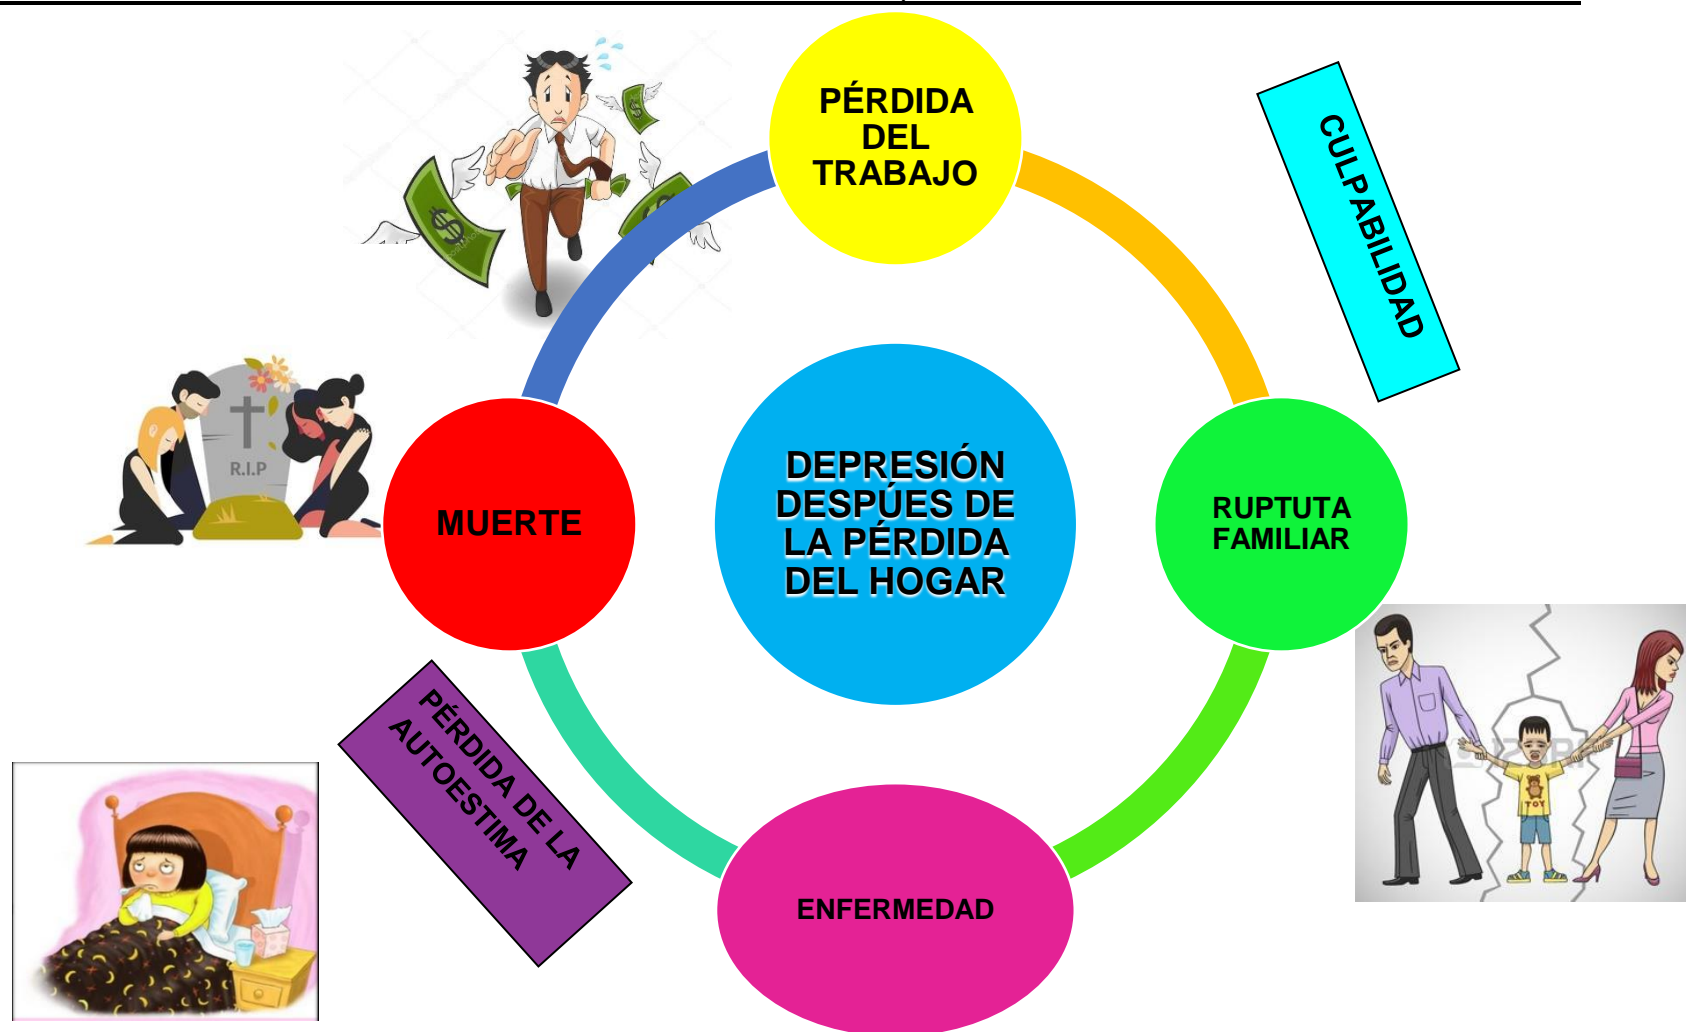 PÉRDIDA
DEL
TRABAJO
CULPABILIDAD
R.I.P
MUERTE
DEPRESIÓN
DESPÚES DE
LA PÉRDIDA
DEL HOGAR
RUPTUTA
FAMILIAR
PÉRDIDA DE LA
AUTOESTIMA
TOY
ENFERMEDAD